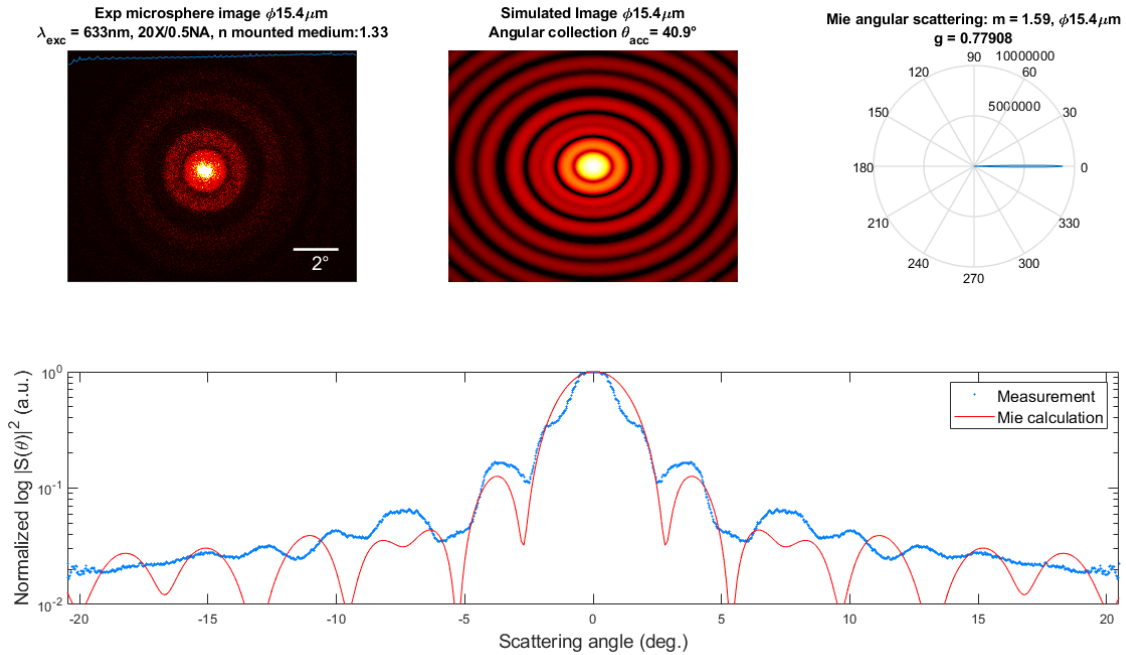 Exp microsphere image ϕ15.4μm
λexc = 633nm, 20X/0.5NA, n mounted medium:1.33
2°
Simulated Image ϕ15.4μm
Angular collection θacc= 40.9°
Mie angular scattering: m = 1.59, ϕ15.4μm
g = 0.77908
90
10000000
120
60
5000000
150
30
180
0
210
330
240
300
270
Normalized log |S(θ)|² (a.u.)
10⁰
10⁻¹
10⁻²
Measurement
Mie calculation
-20
-15
-10
-5
0
5
10
15
20
Scattering angle (deg.)